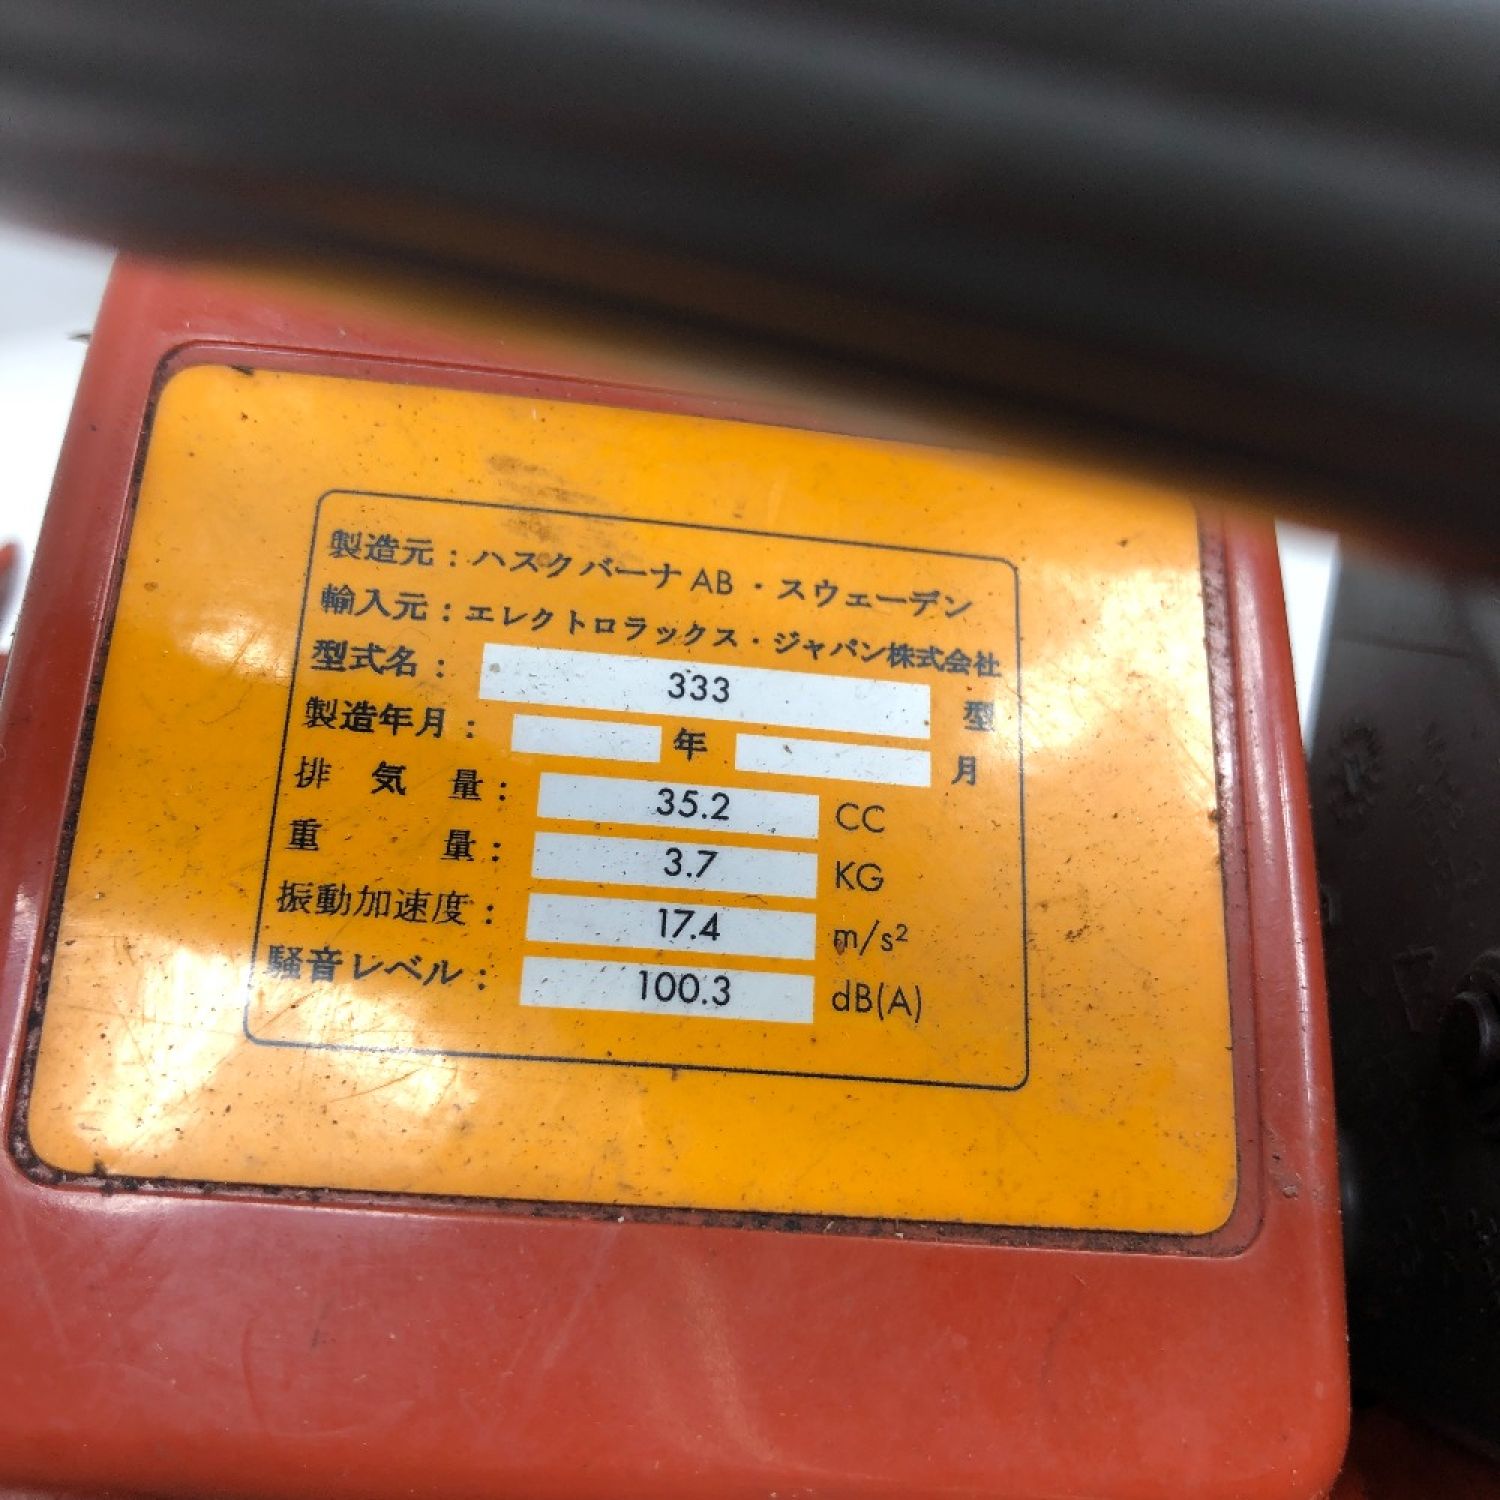 製造元：ハスクバーナ AB ・スウェーデン
輸入元：エレクトロラックス・ジャパン株式会社
型式名： 333 型
製造年月： 年 月
排気量： 35.2 CC
重量： 3.7 KG
振動加速度： 17.4 m/s²
騒音レベル： 100.3 dB(A)